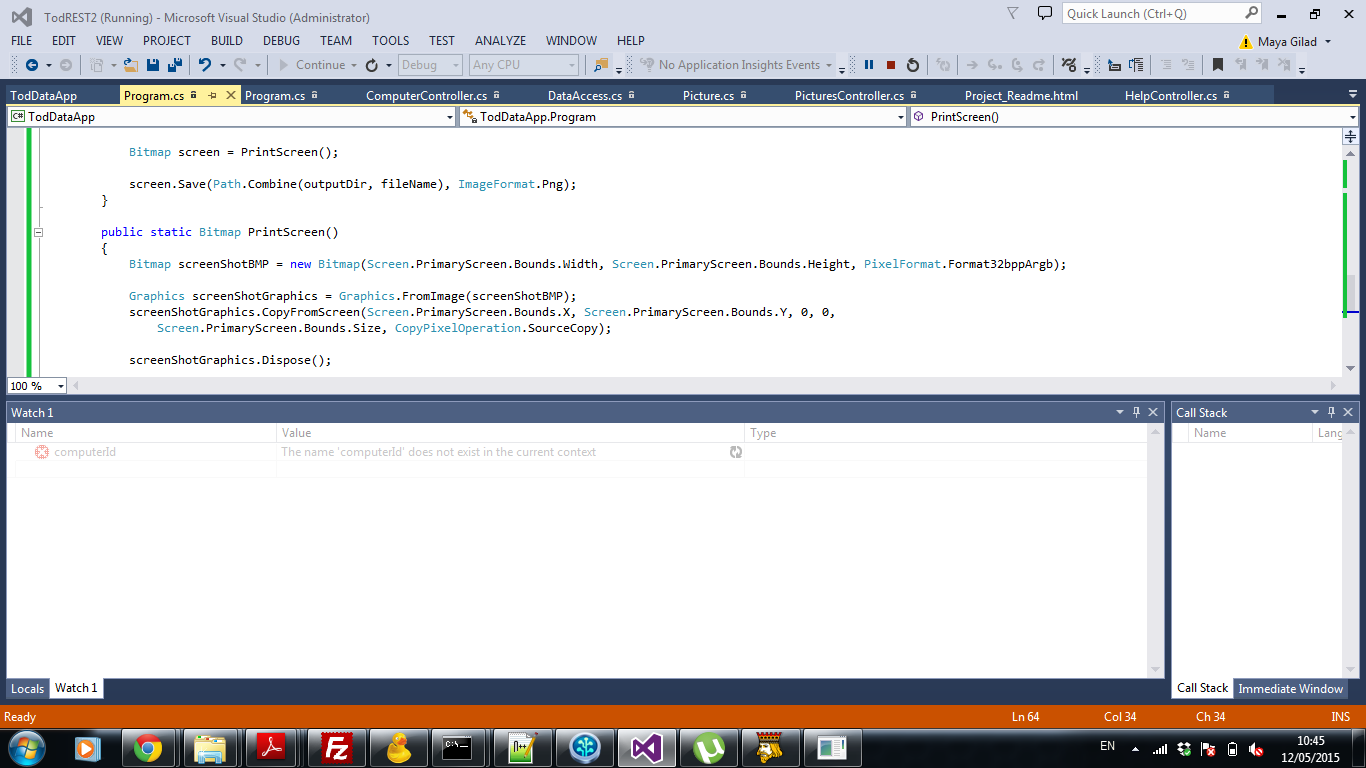 TodREST2 (Running) - Microsoft Visual Studio (Administrator)
Quick Launch (Ctrl+Q)
FILE EDIT VIEW PROJECT BUILD DEBUG TEAM TOOLS TEST ANALYZE WINDOW HELP
Maya Gilad
Continue Debug Any CPU No Application Insights Events
TodDataApp Program.cs Program.cs ComputerController.cs DataAccess.cs Picture.cs PicturesController.cs Project_Readme.html HelpController.cs
C# TodDataApp TodDataApp.Program PrintScreen()
Bitmap screen = PrintScreen();
screen.Save(Path.Combine(outputDir, fileName), ImageFormat.Png);
}
public static Bitmap PrintScreen()
{
Bitmap screenShotBMP = new Bitmap(Screen.PrimaryScreen.Bounds.Width, Screen.PrimaryScreen.Bounds.Height, PixelFormat.Format32bppArgb);
Graphics screenShotGraphics = Graphics.FromImage(screenShotBMP);
screenShotGraphics.CopyFromScreen(Screen.PrimaryScreen.Bounds.X, Screen.PrimaryScreen.Bounds.Y, 0, 0,
Screen.PrimaryScreen.Bounds.Size, CopyPixelOperation.SourceCopy);
screenShotGraphics.Dispose();
100 %
Watch 1 Call Stack
Name Value Type Name Lang
computerId The name 'computerId' does not exist in the current context
Locals Watch 1 Call Stack Immediate Window
Ready Ln 64 Col 34 Ch 34 INS
EN 10:45
12/05/2015